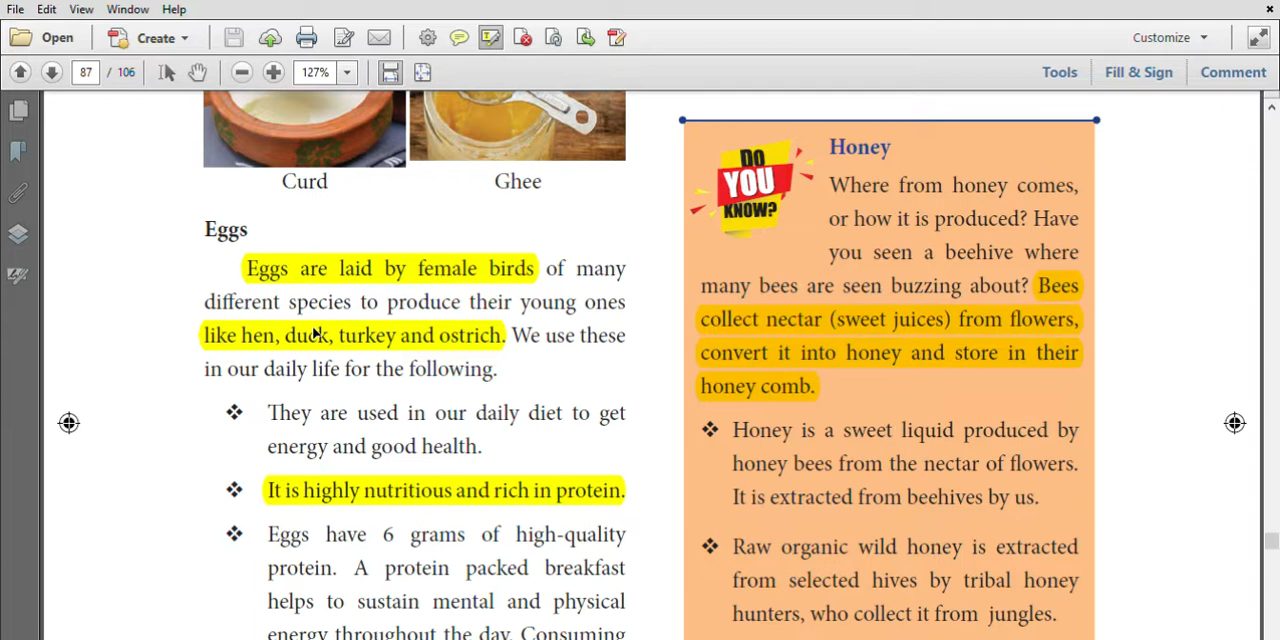 File Edit View Window Help
Open Create Customize
87 / 106 127% Tools Fill & Sign Comment
Curd Ghee
Eggs
Eggs are laid by female birds of many
different species to produce their young ones
like hen, duck, turkey and ostrich. We use these
in our daily life for the following.
❖ They are used in our daily diet to get
energy and good health.
❖ It is highly nutritious and rich in protein.
❖ Eggs have 6 grams of high-quality
protein. A protein packed breakfast
helps to sustain mental and physical
energy throughout the day. Consuming
DO
YOU
KNOW?
Honey
Where from honey comes,
or how it is produced? Have
you seen a beehive where
many bees are seen buzzing about? Bees
collect nectar (sweet juices) from flowers,
convert it into honey and store in their
honey comb.
❖ Honey is a sweet liquid produced by
honey bees from the nectar of flowers.
It is extracted from beehives by us.
❖ Raw organic wild honey is extracted
from selected hives by tribal honey
hunters, who collect it from jungles.